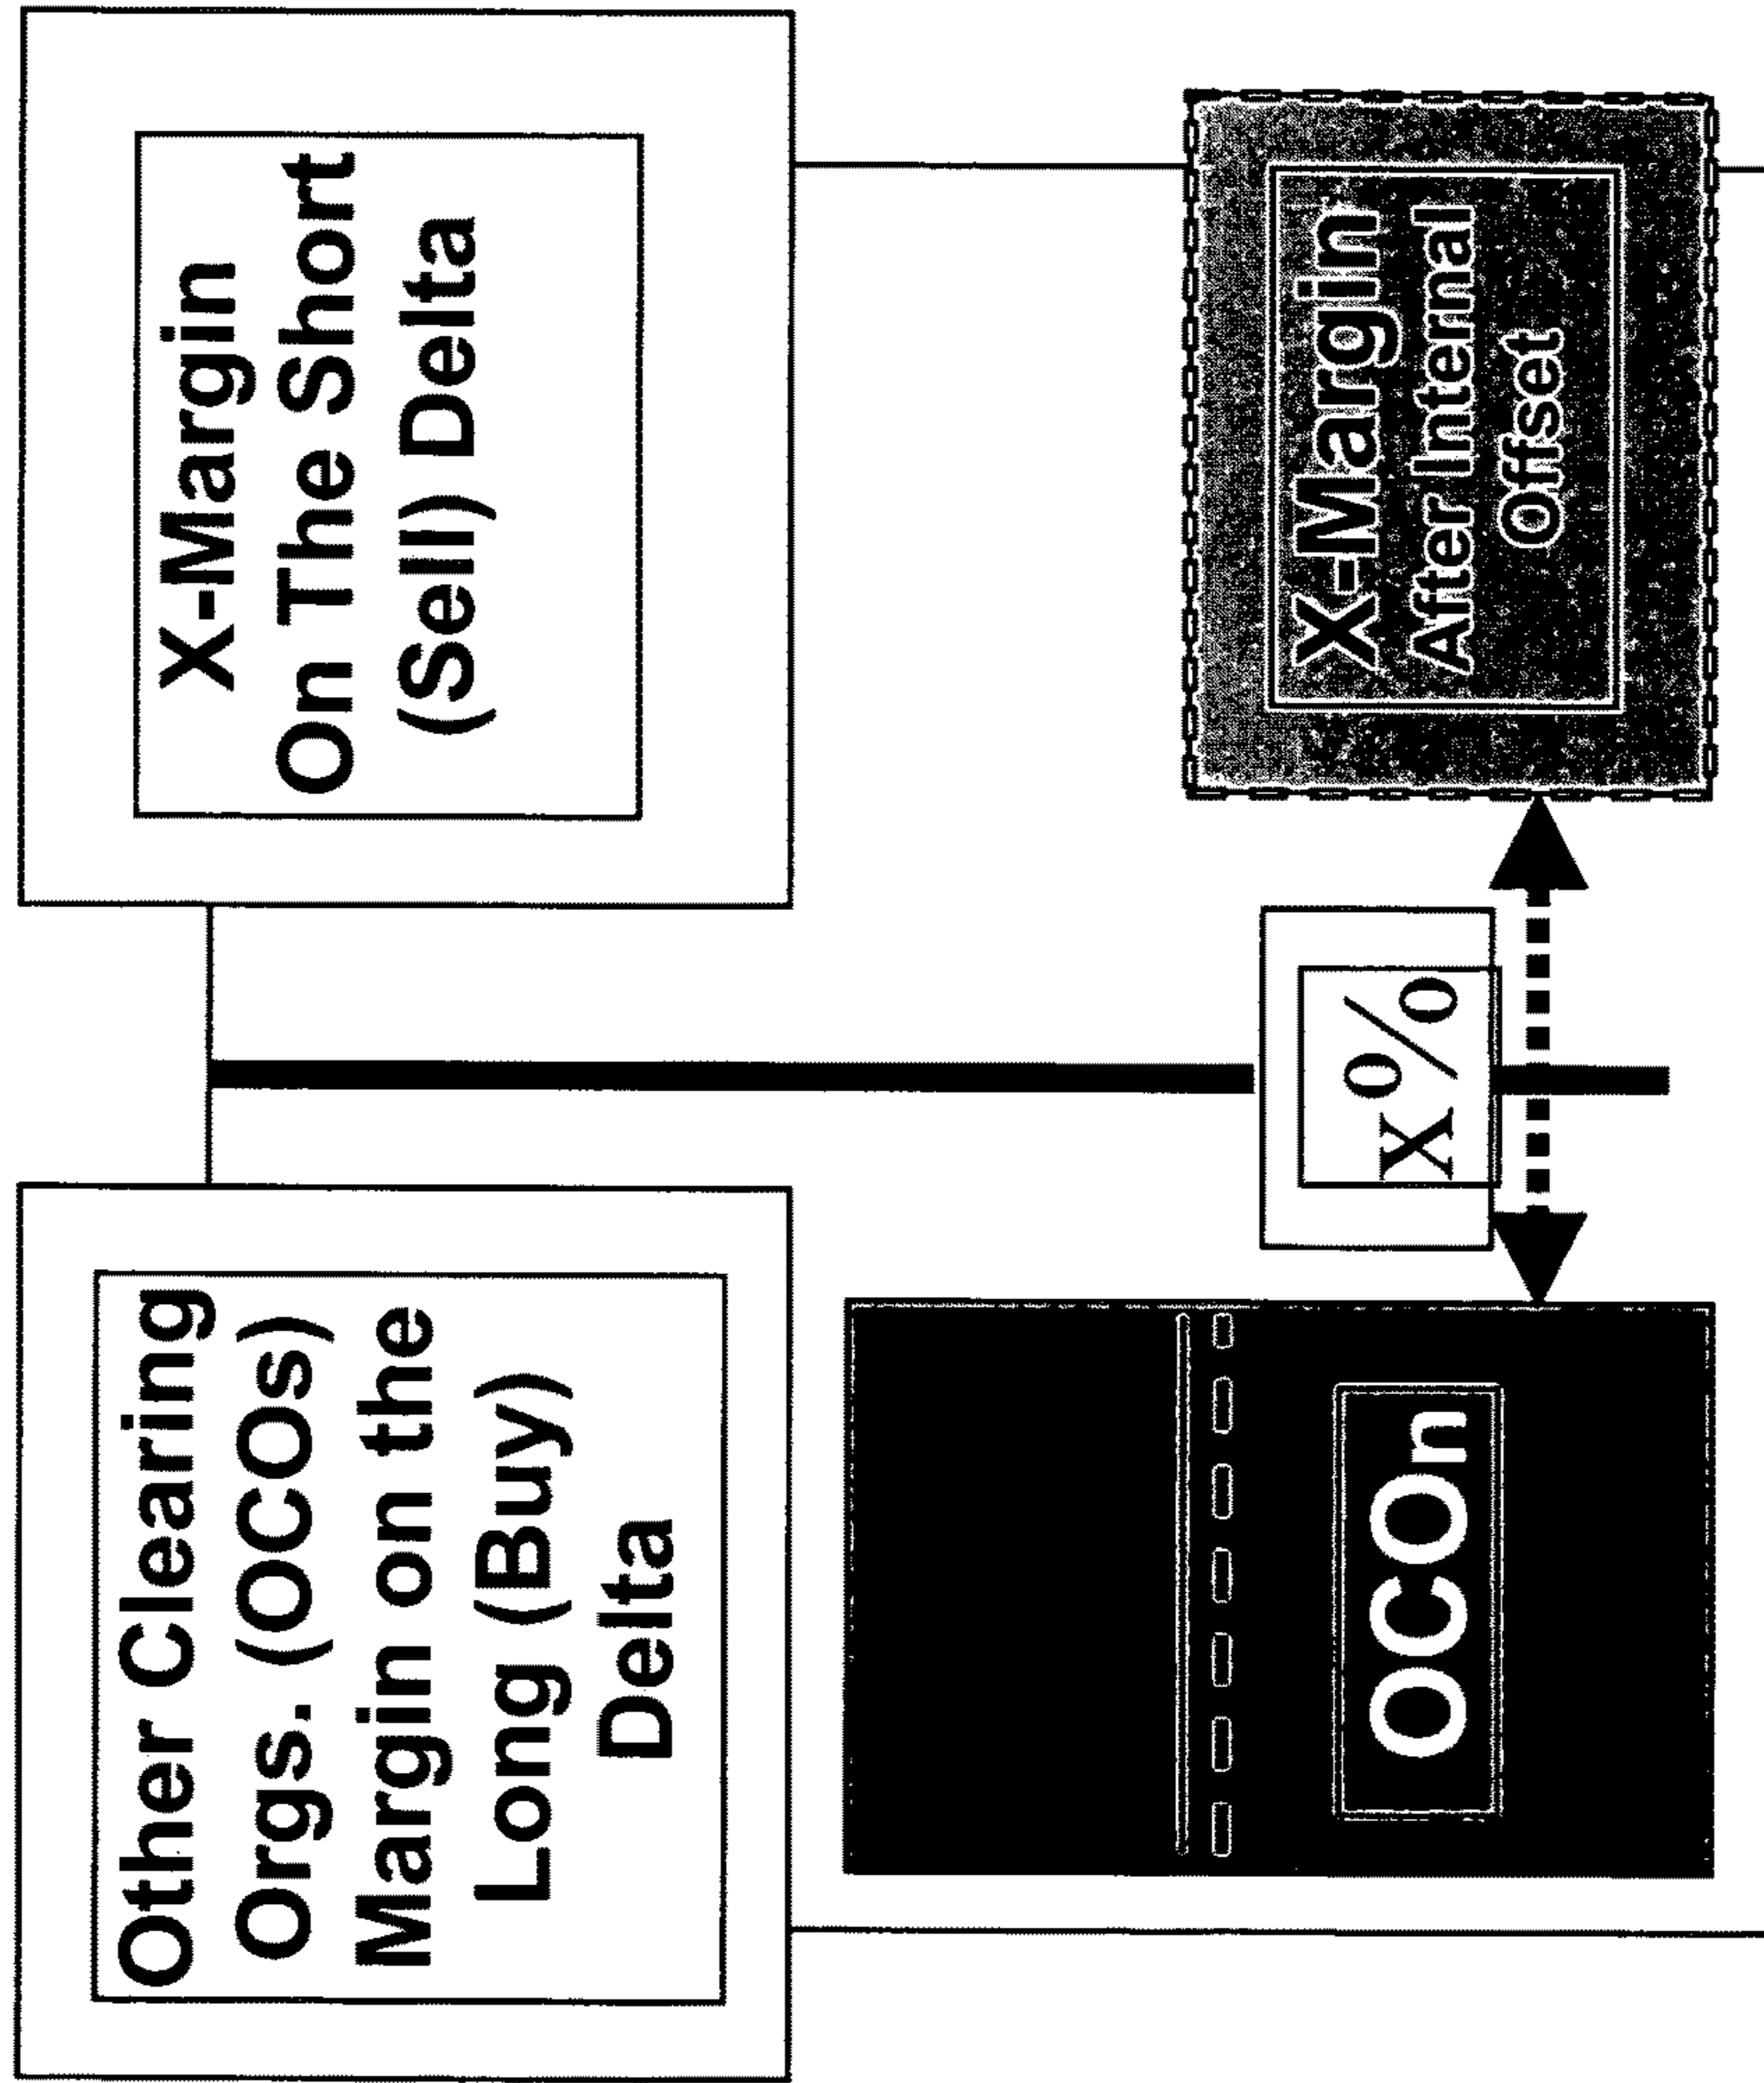 Other Clearing
Orgs. (OCOs)
Margin on the
Long (Buy)
Delta
X-Margin
On The Short
(Sell) Delta
x%
OCOn
X-Margin
After Internal
Offset